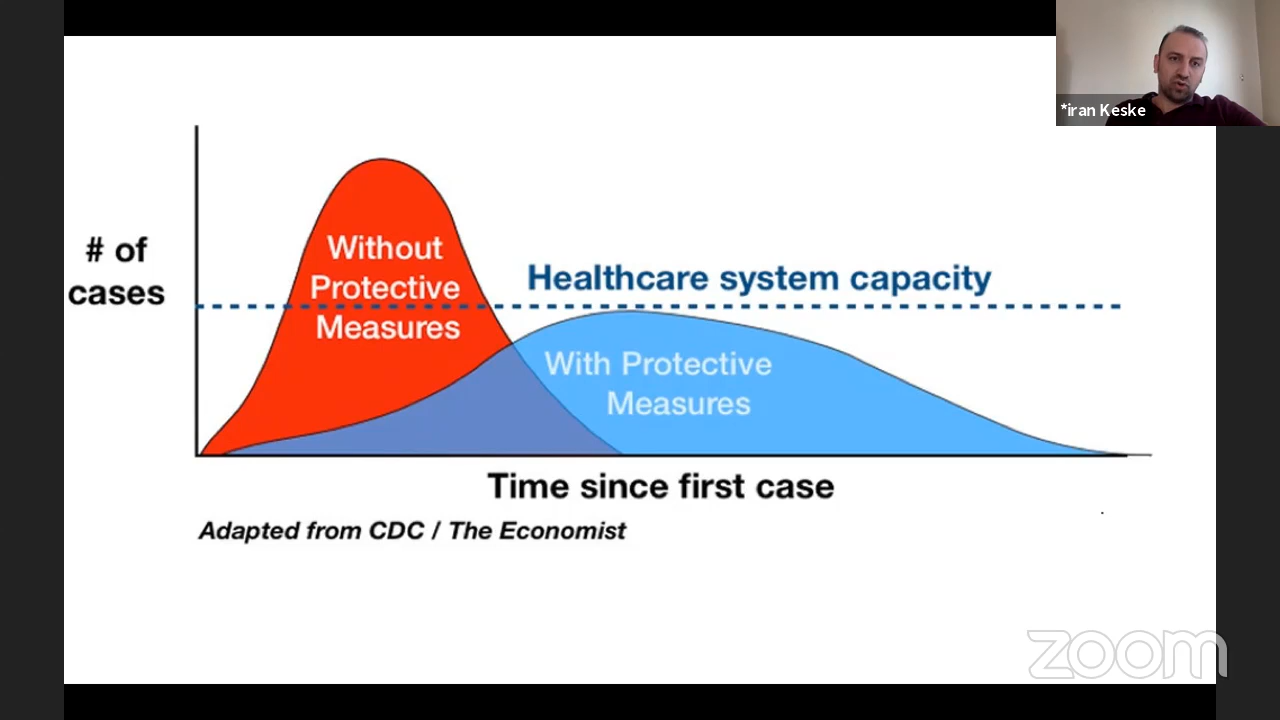 *iran Keske
# of
cases
Without
Protective
Measures
Healthcare system capacity
With Protective
Measures
Time since first case
Adapted from CDC / The Economist
zoom